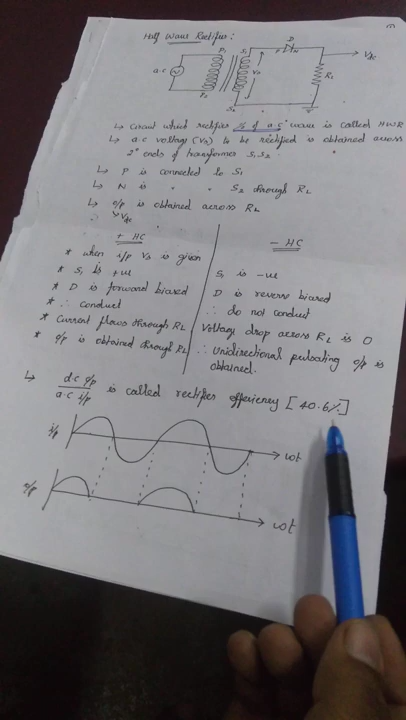 Half Wave Rectifier:
P₁ S₁ D
P N
Vdc
a.c Vs RL
P₂ S₂
↳ Circuit which rectifies ½ of a.c wave is called HWR
↳ a.c voltage (Vs) to be rectified is obtained across
2° ends of transformer S₁S₂.
↳ P is connected to S₁
↳ N is " " S₂ through RL
↳ o/p is obtained across RL
∴ Vdc
+ HC
* when i/p Vs is given
* S₁ is +ve
* D is forward biased
* ∴ conduct
* Current flows through RL
* o/p is obtained through RL
- HC
S₁ is -ve
D is reverse biased
∴ do not conduct
Voltage drop across RL is 0
∴ Unidirectional pulsating o/p is
obtained.
↳ d.c o/p / a.c i/p is called rectifier efficiency [40.6%]
i/p ωt
o/p ωt